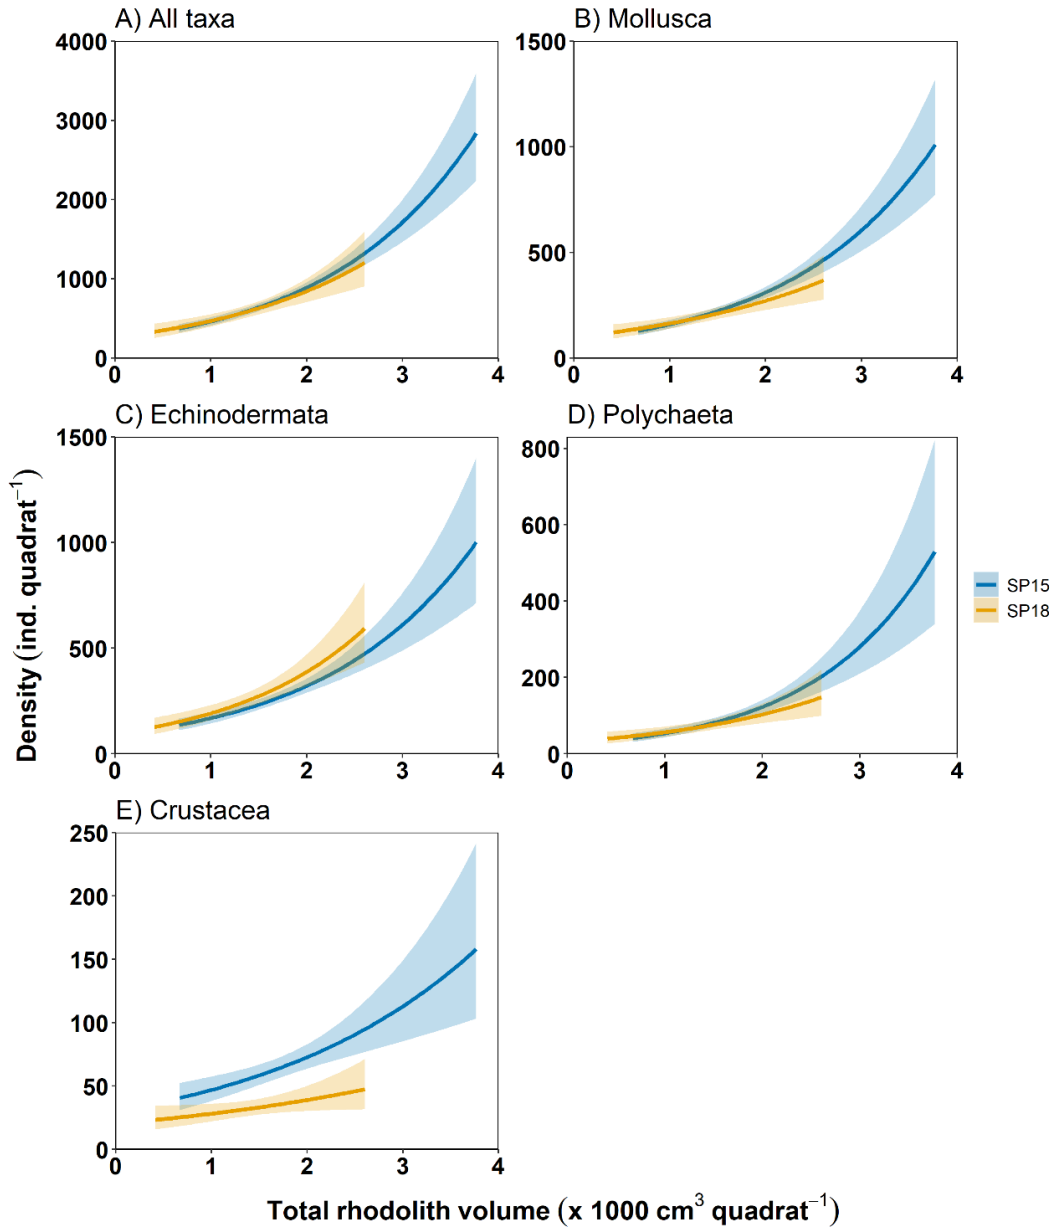 A) All taxa
B) Mollusca
4000
3000
2000
1000
0
0 1 2 3 4
1500
1000
500
0
0 1 2 3 4
C) Echinodermata
D) Polychaeta
1500
1000
500
0
0 1 2 3 4
800
600
400
200
0
0 1 2 3 4
SP15
SP18
E) Crustacea
250
200
150
100
50
0
0 1 2 3 4
Density (ind. quadrat⁻¹)
Total rhodolith volume (x 1000 cm³ quadrat⁻¹)